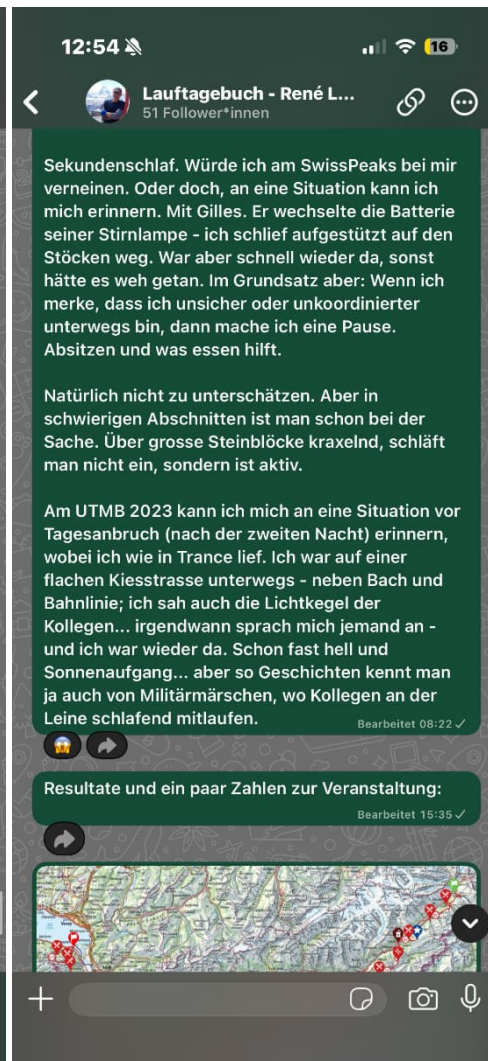 12:54
16
Lauftagebuch - René L...
51 Follower*innen
Sekundenschlaf. Würde ich am SwissPeaks bei mir
verneinen. Oder doch, an eine Situation kann ich
mich erinnern. Mit Gilles. Er wechselte die Batterie
seiner Stirnlampe - ich schlief aufgestützt auf den
Stöcken weg. War aber schnell wieder da, sonst
hätte es weh getan. Im Grundsatz aber: Wenn ich
merke, dass ich unsicher oder unkoordinierter
unterwegs bin, dann mache ich eine Pause.
Absitzen und was essen hilft.
Natürlich nicht zu unterschätzen. Aber in
schwierigen Abschnitten ist man schon bei der
Sache. Über grosse Steinblöcke kraxelnd, schläft
man nicht ein, sondern ist aktiv.
Am UTMB 2023 kann ich mich an eine Situation vor
Tagesanbruch (nach der zweiten Nacht) erinnern,
wobei ich wie in Trance lief. Ich war auf einer
flachen Kiesstrasse unterwegs - neben Bach und
Bahnlinie; ich sah auch die Lichtkegel der
Kollegen... irgendwann sprach mich jemand an -
und ich war wieder da. Schon fast hell und
Sonnenaufgang... aber so Geschichten kennt man
ja auch von Militärmärschen, wo Kollegen an der
Leine schlafend mitlaufen.
Bearbeitet 08:22
Resultate und ein paar Zahlen zur Veranstaltung:
Bearbeitet 15:35